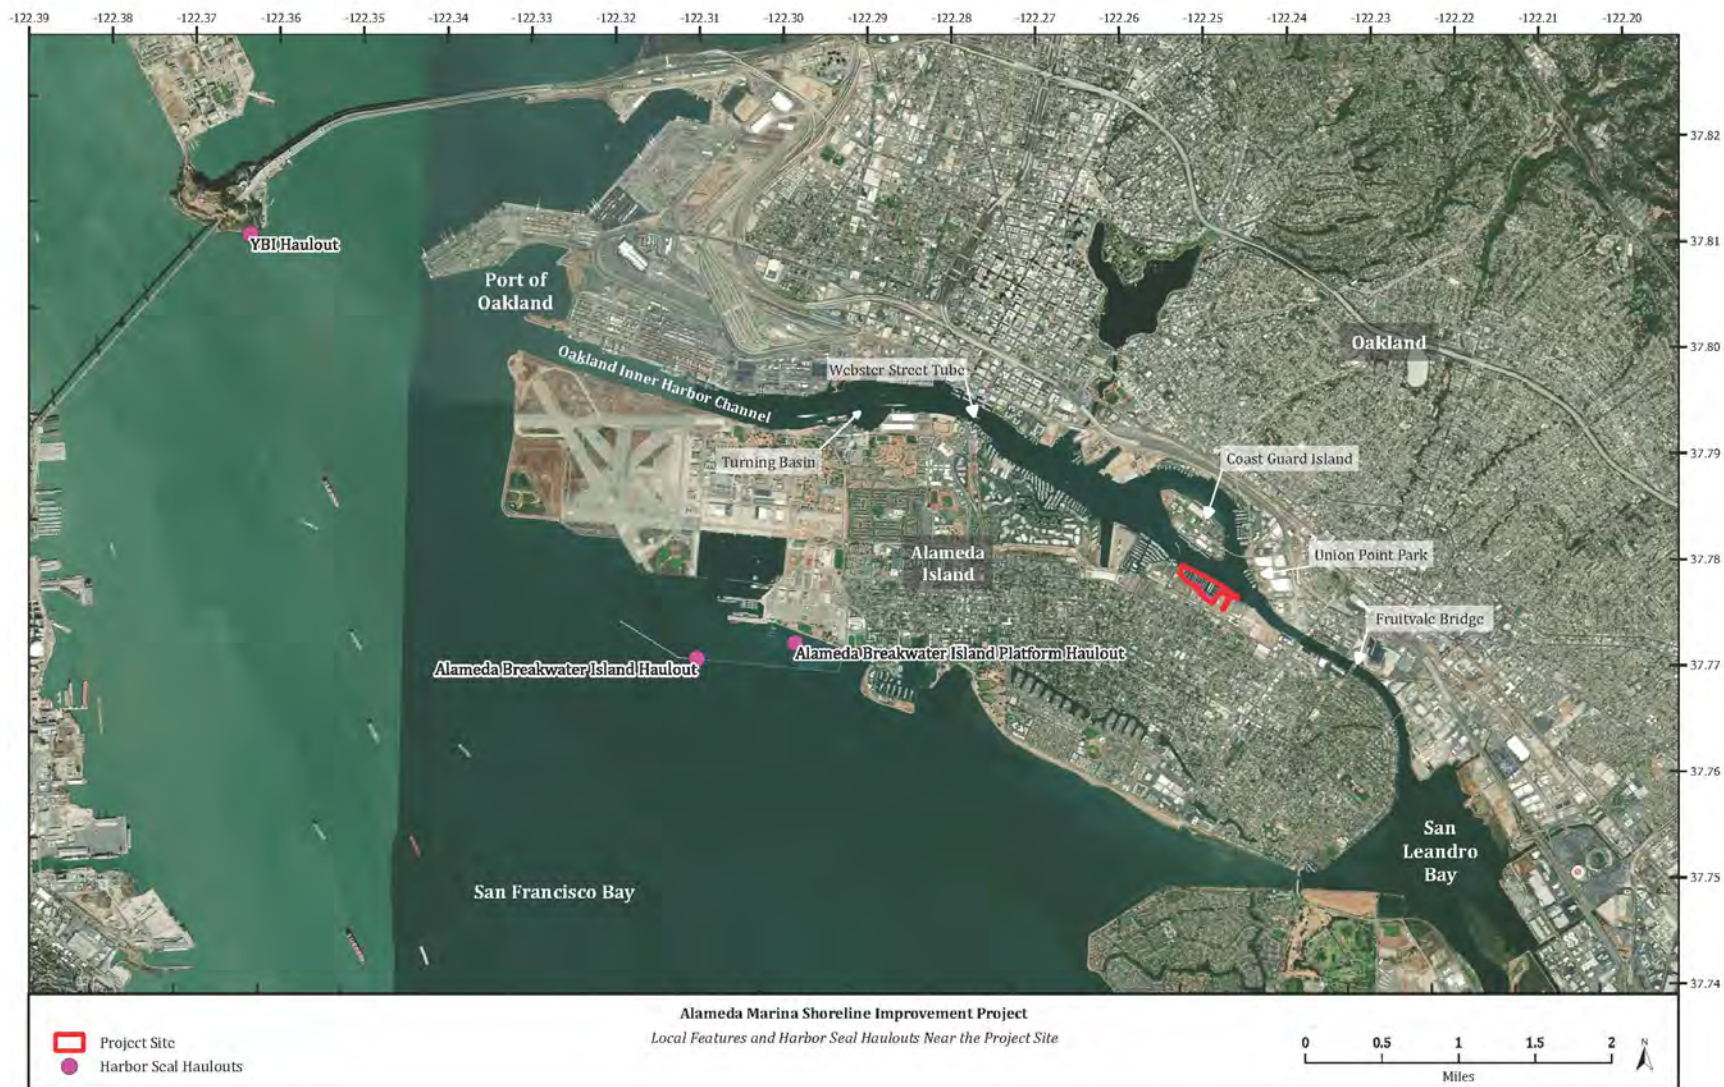 -122.39 -122.38 -122.37 -122.36 -122.35 -122.34 -122.33 -122.32 -122.31 -122.30 -122.29 -122.28 -122.27 -122.26 -122.25 -122.24 -122.23 -122.22 -122.21 -122.20
37.82
37.81
37.80
37.79
37.78
37.77
37.76
37.75
37.74
YBI Haulout
Port of
Oakland
Oakland
Oakland Inner Harbor Channel
Webster Street Tube
Turning Basin
Coast Guard Island
Alameda
Island
Union Point Park
Fruitvale Bridge
Alameda Breakwater Island Platform Haulout
Alameda Breakwater Island Haulout
San
Leandro
Bay
San Francisco Bay
Alameda Marina Shoreline Improvement Project
Local Features and Harbor Seal Haulouts Near the Project Site
Project Site
Harbor Seal Haulouts
0 0.5 1 1.5 2
Miles
N